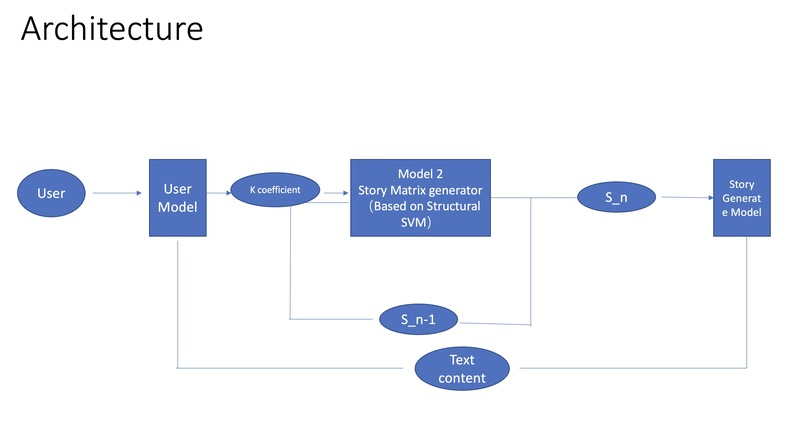 Architecture
User
User
Model
K coefficient
Model 2
Story Matrix generator
（Based on Structural
SVM）
S_n
Story
Generat
e Model
S_n-1
Text
content